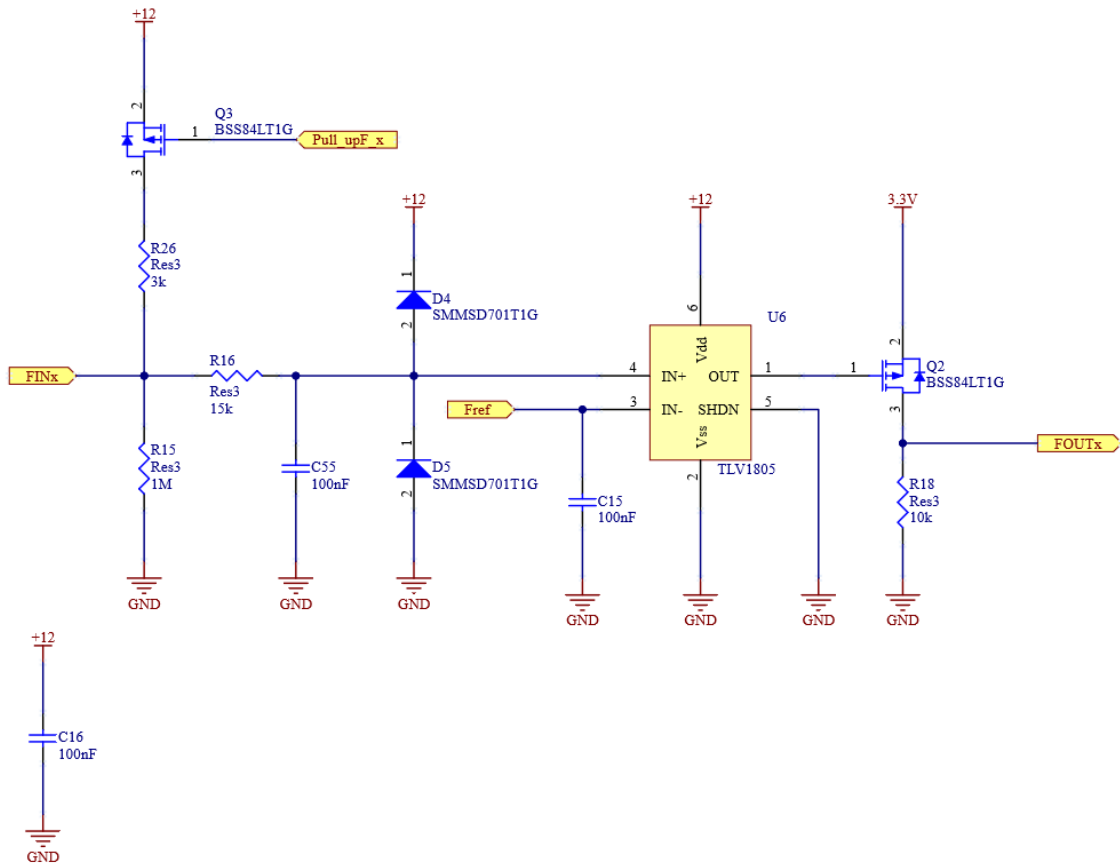 +12
2
Q3
BSS84LT1G
1
Pull_upF_x
3
R26
Res3
3k
+12
1
D4
SMMSD701T1G
2
+12
6
U6
3.3V
2
FINx
R16
Res3
15k
4
IN+
Vdd
OUT
1
1
Q2
BSS84LT1G
Fref
3
IN-
SHDN
5
3
Vss
TLV1805
2
FOUTx
R15
Res3
1M
C55
100nF
1
D5
SMMSD701T1G
2
C15
100nF
R18
Res3
10k
GND
GND
GND
GND
GND
GND
GND
+12
C16
100nF
GND